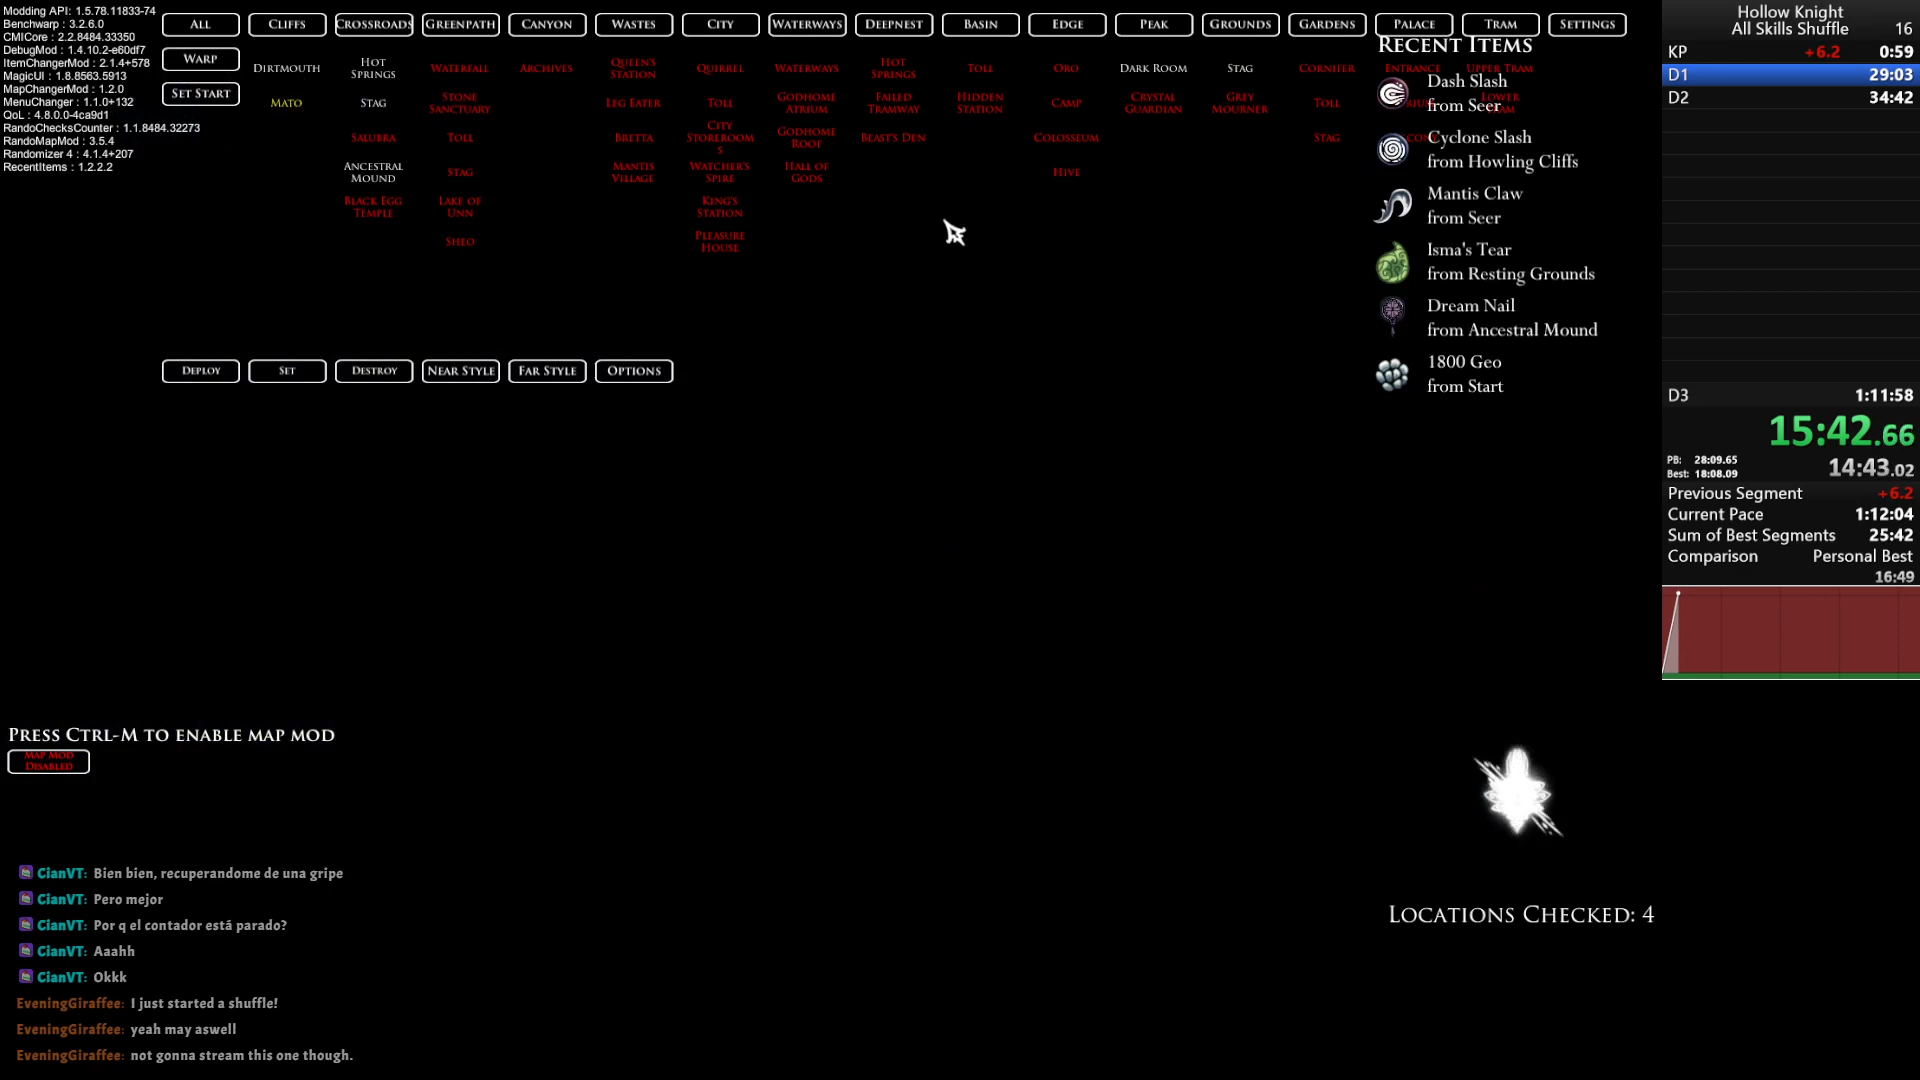 Modding API: 1.5.78.11833-74
Benchwarp : 3.2.6.0
CMICore : 2.2.8484.33350
DebugMod : 1.4.10.2-e60df7
ItemChangerMod : 2.1.4+578
MagicUI : 1.8.8563.5913
MapChangerMod : 1.2.0
MenuChanger : 1.1.0+132
QoL : 4.8.0.0-4ca9d1
RandoChecksCounter : 1.1.8484.32273
RandoMapMod : 3.5.4
Randomizer 4 : 4.1.4+207
RecentItems : 1.2.2.2
ALL CLIFFS CROSSROADS GREENPATH CANYON WASTES CITY WATERWAYS DEEPNEST BASIN EDGE PEAK GROUNDS GARDENS PALACE TRAM SETTINGS
WARP
SET START
DIRTMOUTH
MATO
HOT SPRINGS
STAG
SALUBRA
ANCESTRAL MOUND
BLACK EGG TEMPLE
WATERFALL
STONE SANCTUARY
TOLL
STAG
LAKE OF UNN
SHEO
ARCHIVES
QUEEN'S STATION
LEG EATER
BRETTA
MANTIS VILLAGE
QUIRREL
TOLL
CITY STOREROOMS
WATCHER'S SPIRE
KING'S STATION
PLEASURE HOUSE
WATERWAYS
GODHOME ATRIUM
GODHOME ROOF
HALL OF GODS
HOT SPRINGS
FAILED TRAMWAY
BEAST'S DEN
TOLL
HIDDEN STATION
ORO
CAMP
COLOSSEUM
HIVE
DARK ROOM
CRYSTAL GUARDIAN
STAG
GREY MOURNER
CORNIFER
TOLL
STAG
ENTRANCE
UPPER TRAM
LOWER
RECENT ITEMS
Dash Slash
from Seer
Cyclone Slash
from Howling Cliffs
Mantis Claw
from Seer
Isma's Tear
from Resting Grounds
Dream Nail
from Ancestral Mound
1800 Geo
from Start
DEPLOY SET DESTROY NEAR STYLE FAR STYLE OPTIONS
PRESS CTRL-M TO ENABLE MAP MOD
MAP MOD
DISABLED
CianVT: Bien bien, recuperandome de una gripe
CianVT: Pero mejor
CianVT: Por q el contador está parado?
CianVT: Aaahh
CianVT: Okkk
EveningGiraffee: I just started a shuffle!
EveningGiraffee: yeah may aswell
EveningGiraffee: not gonna stream this one though.
LOCATIONS CHECKED: 4
Hollow Knight
All Skills Shuffle 16
KP +6.2 0:59
D1 29:03
D2 34:42
D3 1:11:58
15:42.66
PB: 28:09.65
Best: 18:08.09
14:43.02
Previous Segment +6.2
Current Pace 1:12:04
Sum of Best Segments 25:42
Comparison Personal Best
16:49